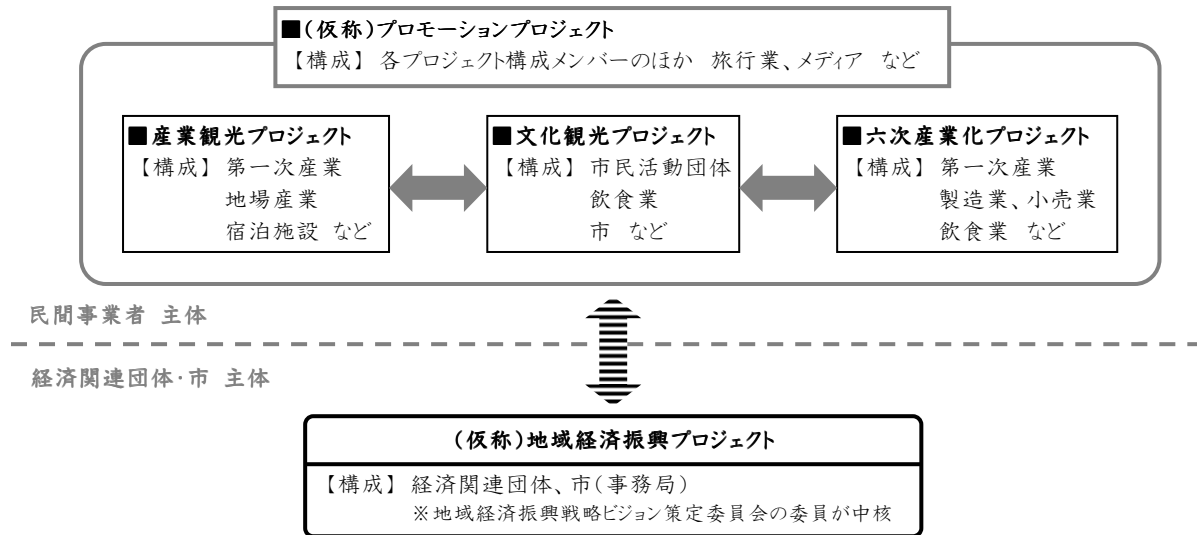 ■(仮称)プロモーションプロジェクト
【構成】 各プロジェクト構成メンバーのほか 旅行業、メディア など
■産業観光プロジェクト
【構成】 第一次産業
地場産業
宿泊施設 など
■文化観光プロジェクト
【構成】 市民活動団体
飲食業
市 など
■六次産業化プロジェクト
【構成】 第一次産業
製造業、小売業
飲食業 など
民間事業者 主体
経済関連団体・市 主体
(仮称)地域経済振興プロジェクト
【構成】 経済関連団体、市(事務局)
※地域経済振興戦略ビジョン策定委員会の委員が中核